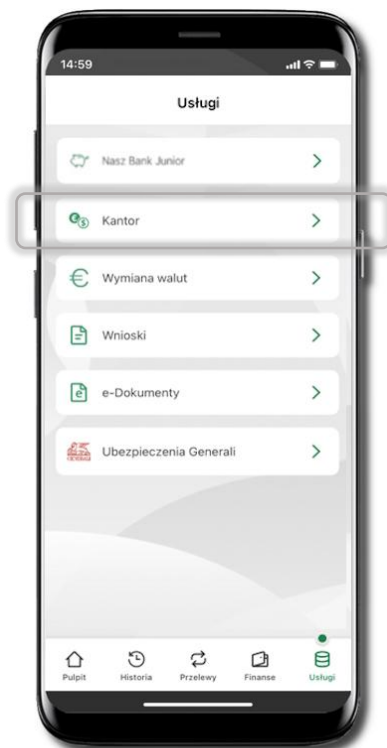 14:59
Usługi
Nasz Bank Junior
Kantor
Wymiana walut
Wnioski
e-Dokumenty
Ubezpieczenia Generali
Pulpit Historia Przelewy Finanse Usługi